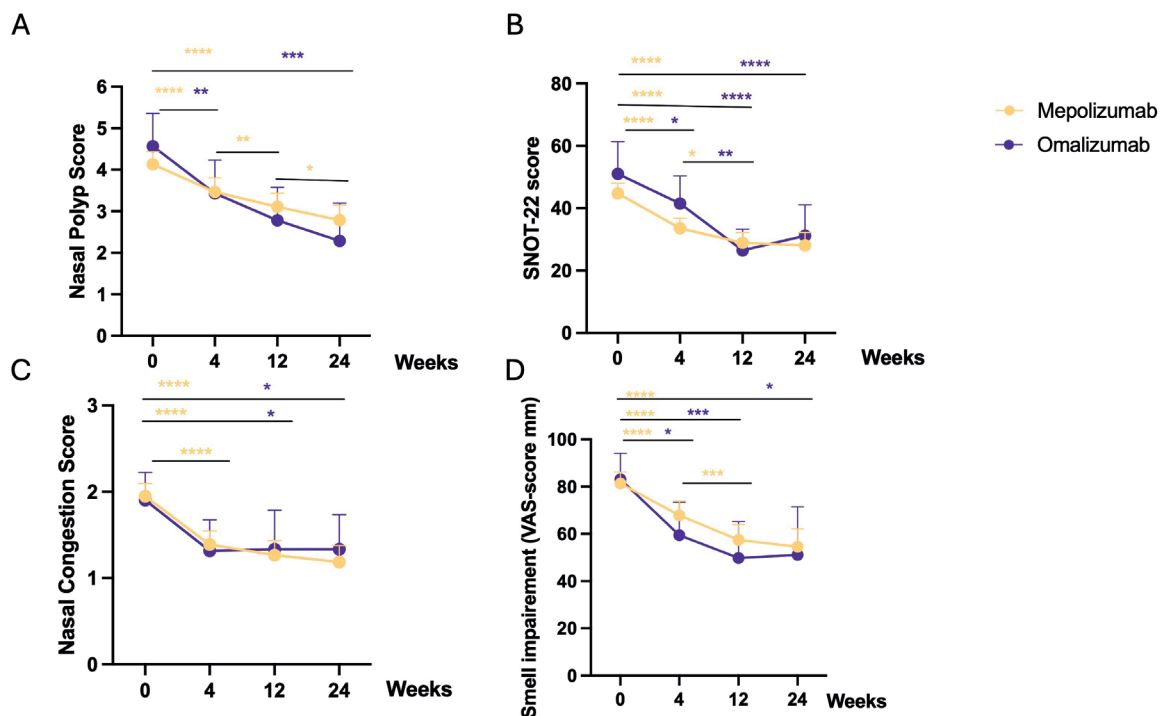 A
**** ***
**** **
**
*
Nasal Polyp Score
6
5
4
3
2
1
0
0 4 12 24 Weeks
B
**** ****
**** ****
**** *
* **
SNOT-22 score
80
60
40
20
0
0 4 12 24 Weeks
Mepolizumab
Omalizumab
C
**** *
**** *
****
Nasal Congestion Score
3
2
1
0
0 4 12 24 Weeks
D
**** *
**** ***
**** *
***
Smell impairement (VAS-score mm)
100
80
60
40
20
0
0 4 12 24 Weeks